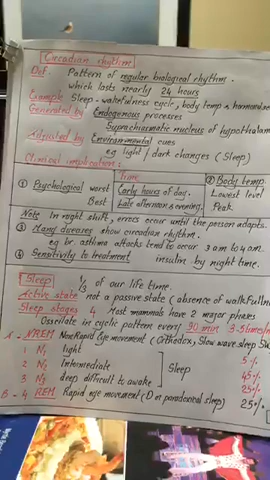 Circadian rhythm
Def. Pattern of regular biological rhythm.
which lasts nearly 24 hours
Example Sleep-wakefulness cycle, body temp & hormones
Generated by Endogenous processes
Suprachiasmatic nucleus of hypothalam
Adjusted by Environmental cues
eg light / dark changes (Sleep)
Clinical implication:
Time
① Psychological worst Early hours of day. ② Body temp.
Lowest level
Best Late afternoon & evening. Peak
Note In night shift, errors occur until the person adapts.
③ Many diseases show circadian rhythm.
eg br. asthma attacks tend to occur 3 am to 4 am.
④ Sensitivity to treatment insulin by night time.
Sleep 1/3 of our life time.
Active state not a passive state (absence of wakfulln
Sleep stages 4 Most mammals have 2 major phases
Osscilate in cyclic pattern every 90 min 3-5 times/n
A - NREM Non Rapid Eye movement (Orthodox, Slow wave sleep
1 N1 light 5%
2 N2 Intermediate Sleep 45%
3 N3 deep difficult to awake 25%
B - 4 REM Rapid eye movement (D or paradoxical sleep) 25%